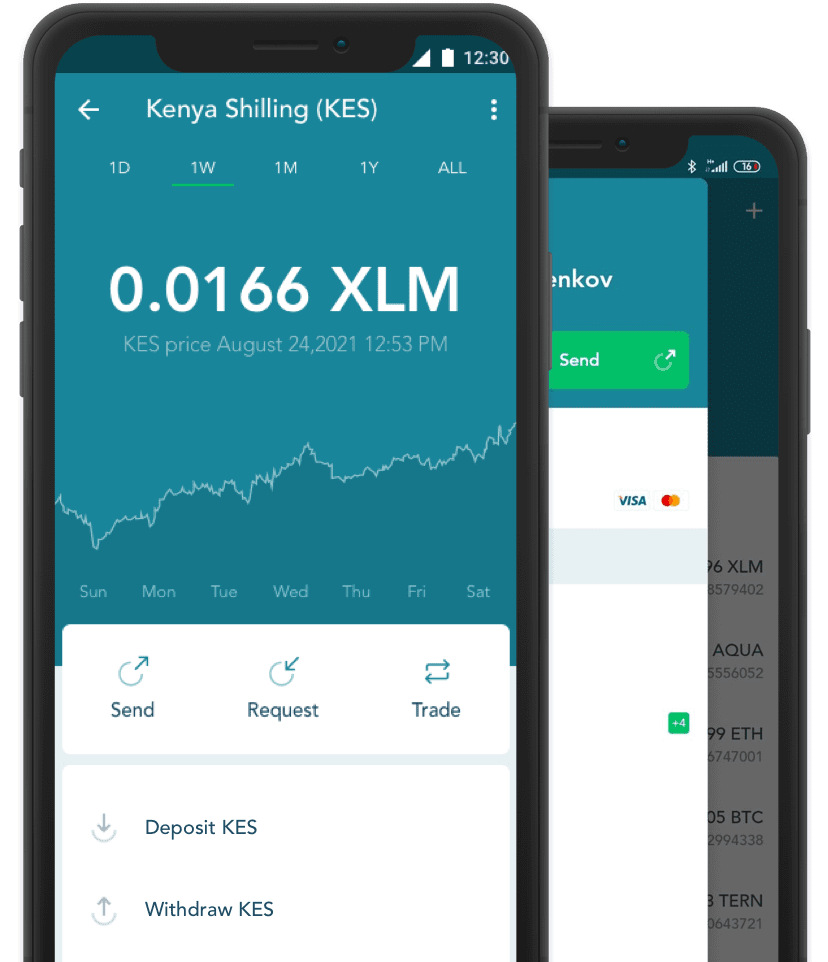 12:30
Kenya Shilling (KES)
1D 1W 1M 1Y ALL
0.0166 XLM
KES price August 24,2021 12:53 PM
Sun Mon Tue Wed Thu Fri Sat
Send Request Trade
Deposit KES
Withdraw KES
16
enkov
Send
VISA
96 XLM
8579402
AQUA
5556052
+4
99 ETH
6747001
05 BTC
2994338
3 TERN
0643721